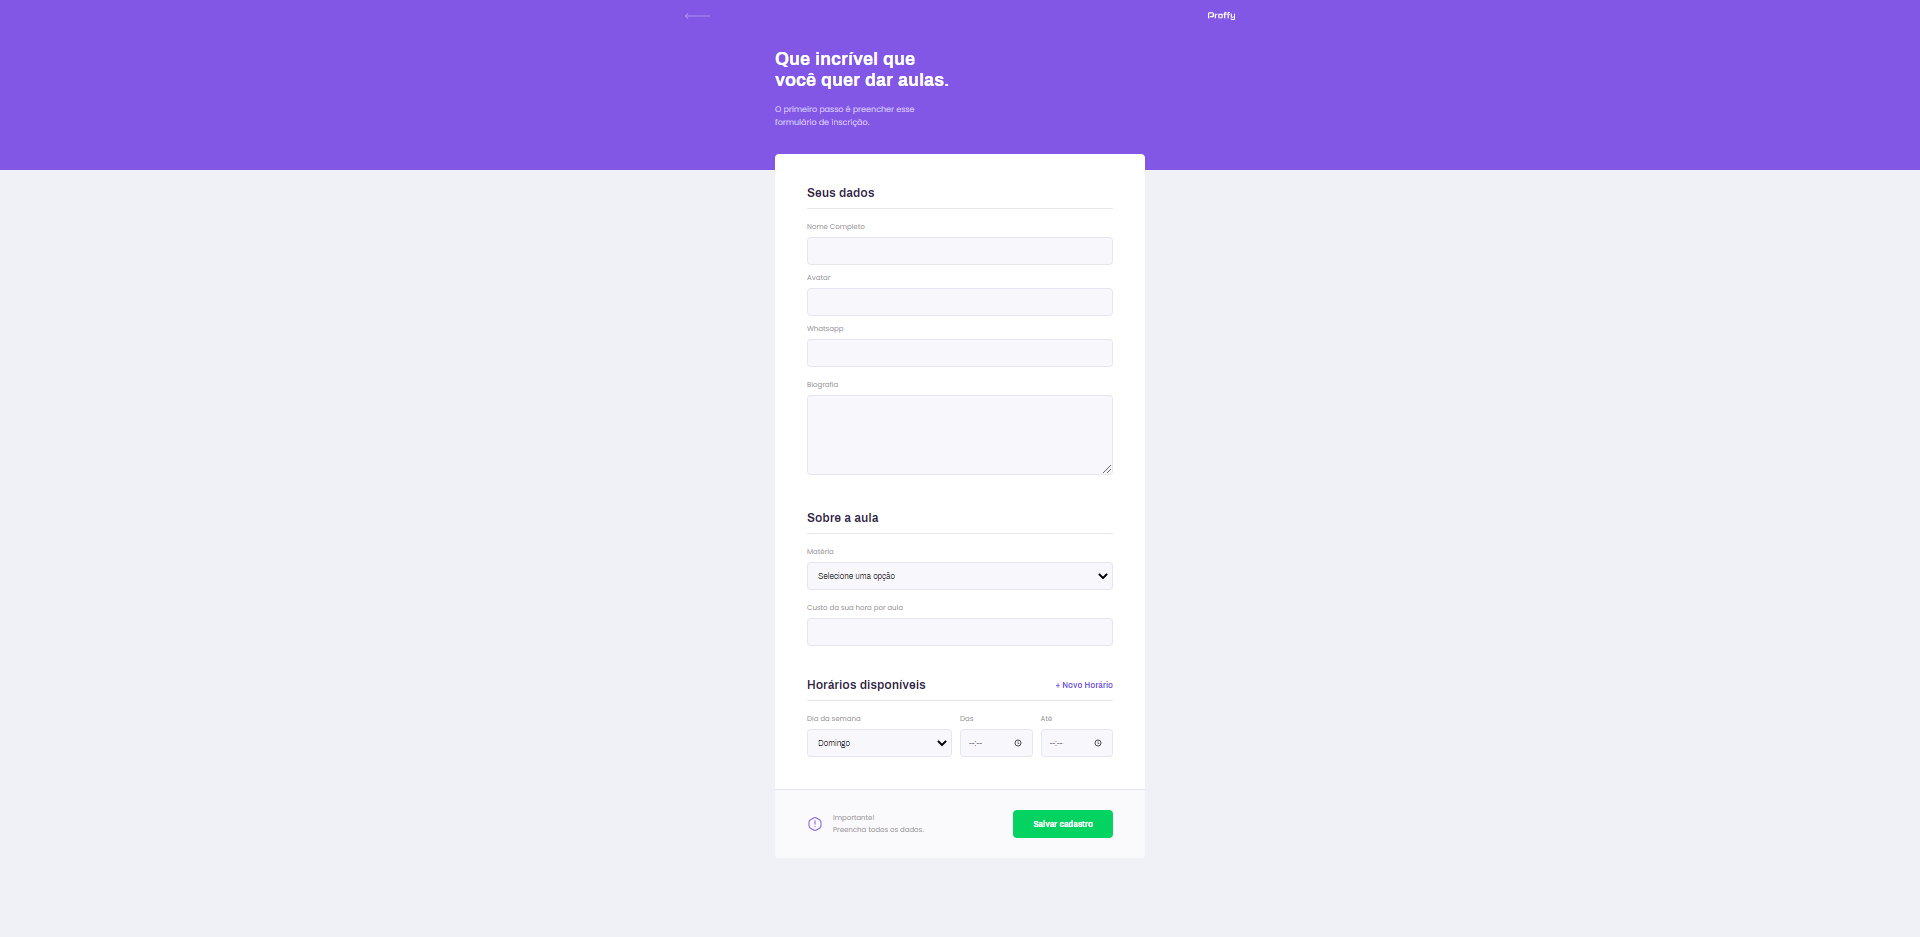 Proffy
Que incrível que
você quer dar aulas.
O primeiro passo é preencher esse
formulário de inscrição.
Seus dados
Nome Completo
Avatar
Whatsapp
Biografia
Sobre a aula
Matéria
Selecione uma opção
Custo da sua hora por aula
Horários disponíveis
+ Novo Horário
Dia da semana
Das
Até
Domingo
--:--
--:--
Importante!
Preencha todos os dados.
Salvar cadastro